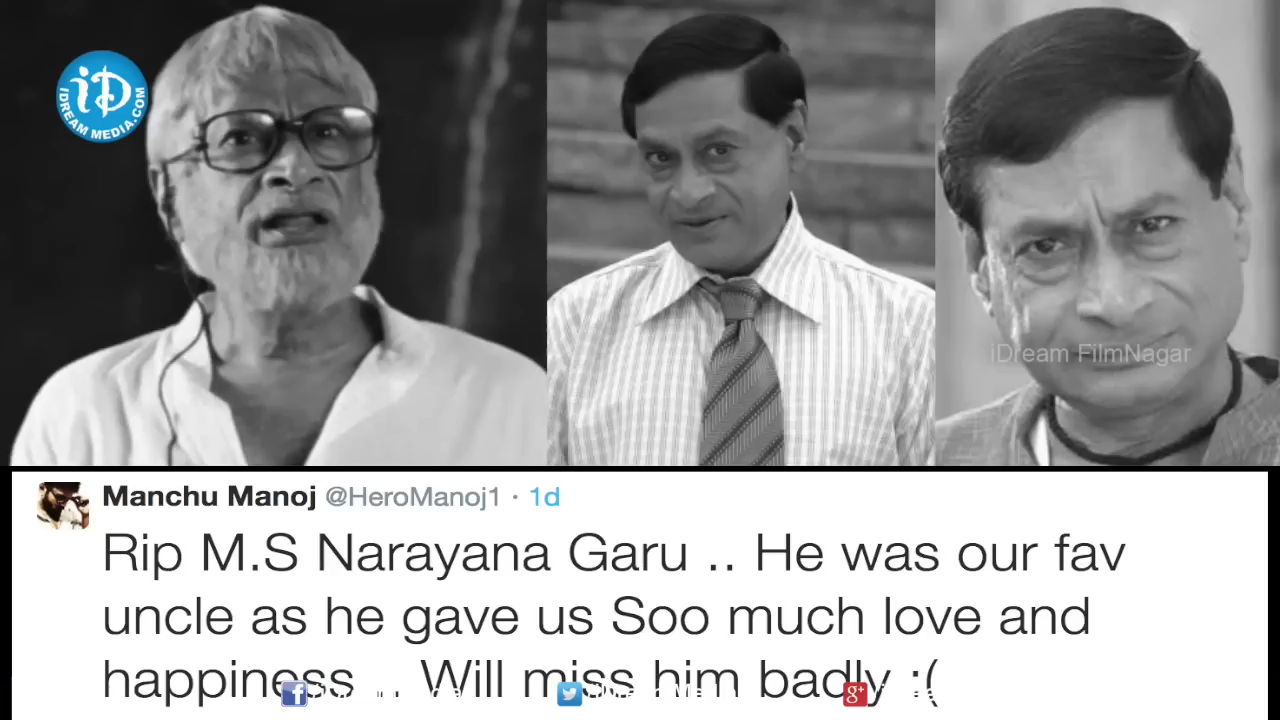 iD
IDREAM MEDIA.COM
iDream FilmNagar
Manchu Manoj @HeroManoj1 · 1d
Rip M.S Narayana Garu .. He was our fav
uncle as he gave us Soo much love and
happiness .. Will miss him badly :(
f
g+